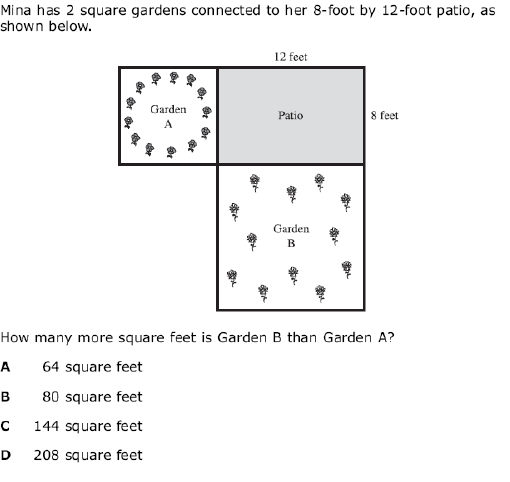 Mina has 2 square gardens connected to her 8-foot by 12-foot patio, as
shown below.
12 feet
Garden
A
Patio
8 feet
Garden
B
How many more square feet is Garden B than Garden A?
A 64 square feet
B 80 square feet
C 144 square feet
D 208 square feet